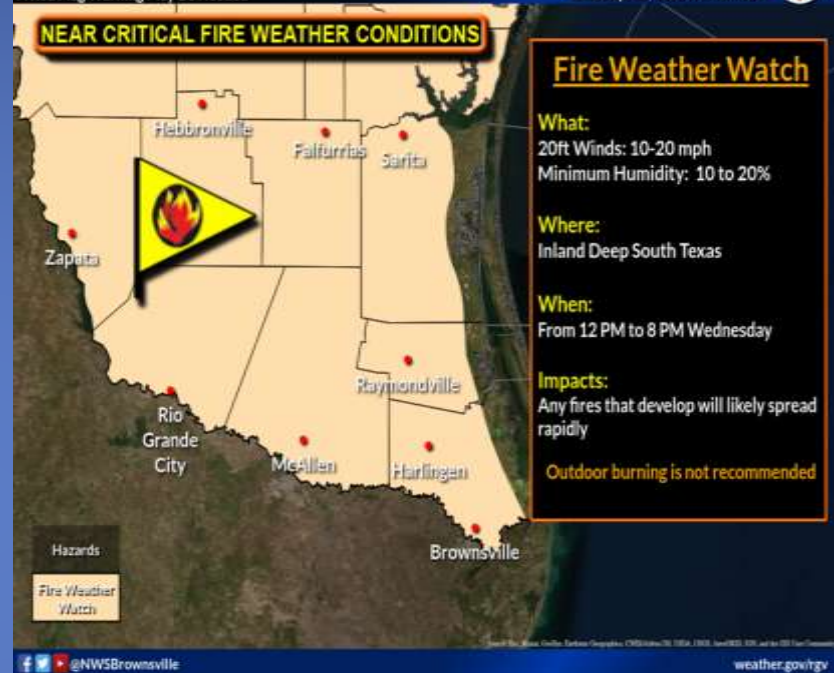 NEAR CRITICAL FIRE WEATHER CONDITIONS
Fire Weather Watch
What:
20ft Winds: 10-20 mph
Minimum Humidity: 10 to 20%
Where:
Inland Deep South Texas
When:
From 12 PM to 8 PM Wednesday
Impacts:
Any fires that develop will likely spread
rapidly
Outdoor burning is not recommended
Hebbronville
Falfurrias
Sarita
Zapata
Raymondville
Rio
Grande
City
McAllen
Harlingen
Brownsville
Hazards
Fire Weather
Watch
@NWSBrownsville
weather.gov/rgv